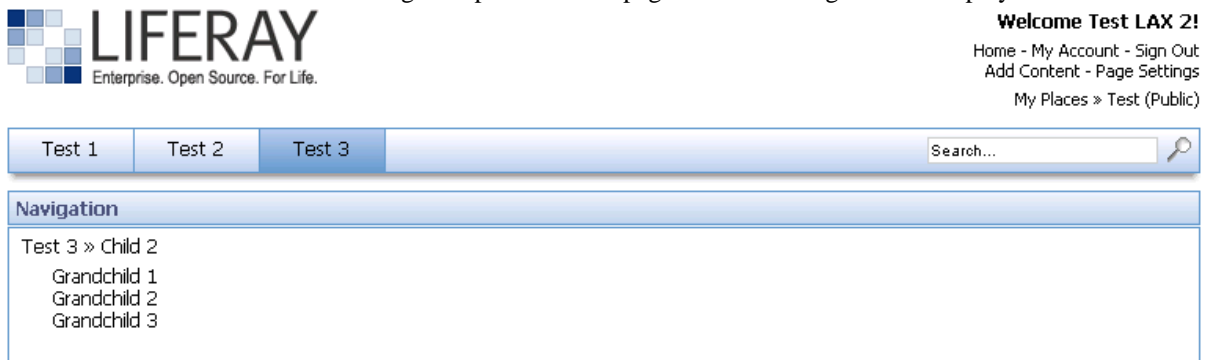 LIFERAY
Enterprise. Open Source. For Life.
Welcome Test LAX 2!
Home - My Account - Sign Out
Add Content - Page Settings
My Places » Test (Public)
Test 1 Test 2 Test 3 Search...
Navigation
Test 3 » Child 2
Grandchild 1
Grandchild 2
Grandchild 3